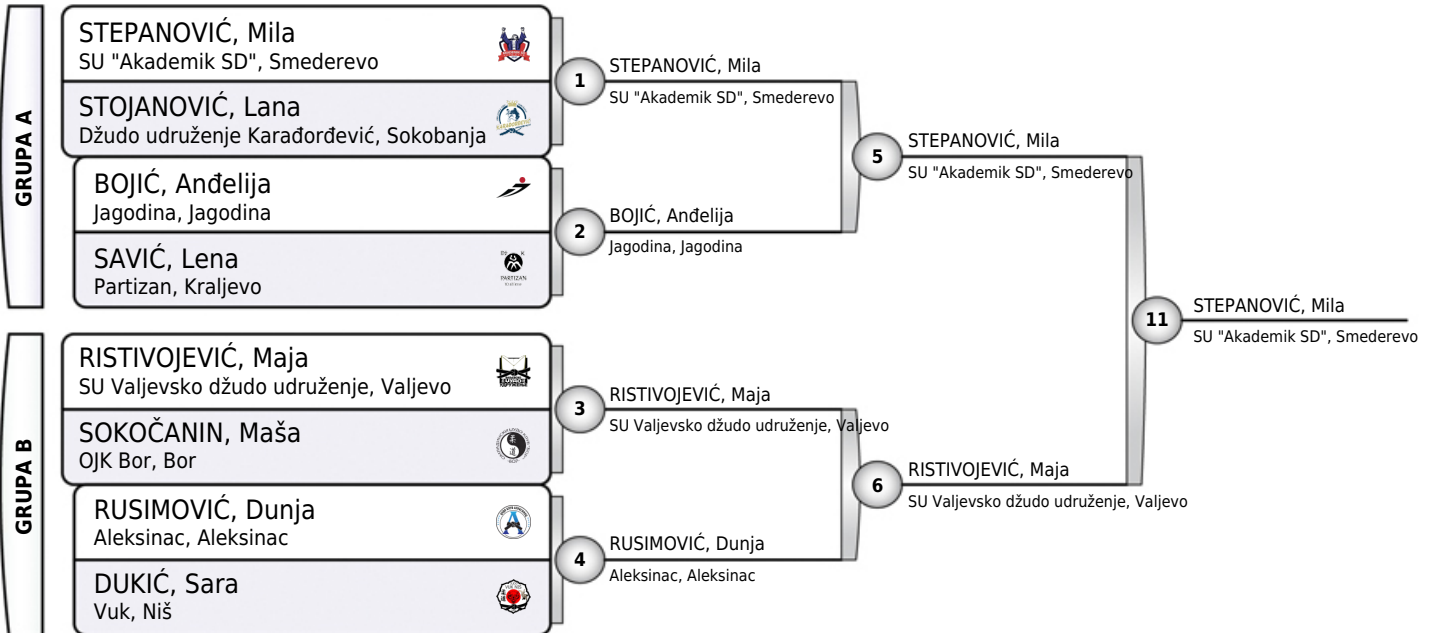 GRUPA A
STEPANOVIĆ, Mila
SU "Akademik SD", Smederevo
STOJANOVIĆ, Lana
Džudo udruženje Karađorđević, Sokobanja
BOJIĆ, Anđelija
Jagodina, Jagodina
SAVIĆ, Lena
Partizan, Kraljevo
PARTIZAN
GRUPA B
RISTIVOJEVIĆ, Maja
SU Valjevsko džudo udruženje, Valjevo
SOKOČANIN, Maša
OJK Bor, Bor
RUSIMOVIĆ, Dunja
Aleksinac, Aleksinac
DUKIĆ, Sara
Vuk, Niš
1
STEPANOVIĆ, Mila
SU "Akademik SD", Smederevo
2
BOJIĆ, Anđelija
Jagodina, Jagodina
3
RISTIVOJEVIĆ, Maja
SU Valjevsko džudo udruženje, Valjevo
4
RUSIMOVIĆ, Dunja
Aleksinac, Aleksinac
5
STEPANOVIĆ, Mila
SU "Akademik SD", Smederevo
6
RISTIVOJEVIĆ, Maja
SU Valjevsko džudo udruženje, Valjevo
11
STEPANOVIĆ, Mila
SU "Akademik SD", Smederevo